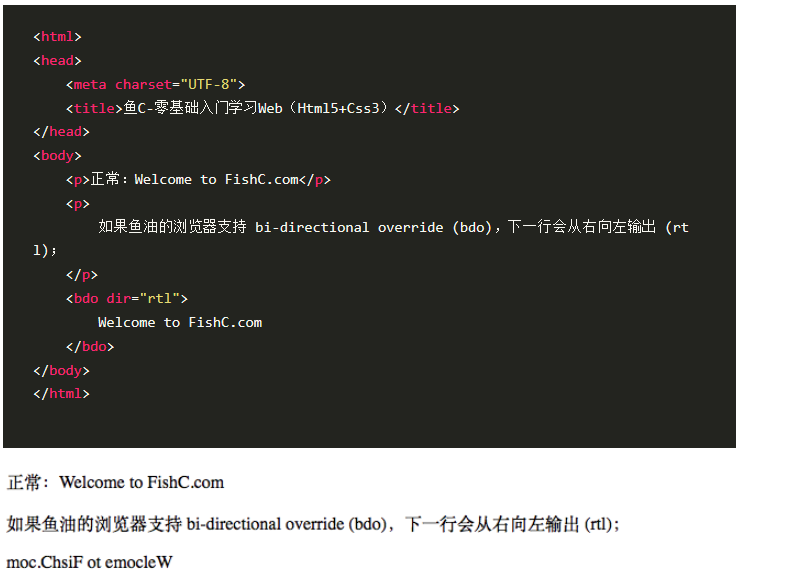 <html>
<head>
    <meta charset="UTF-8">
    <title>鱼C-零基础入门学习Web（Html5+Css3）</title>
</head>
<body>
    <p>正常：Welcome to FishC.com</p>
    <p>
        如果鱼油的浏览器支持 bi-directional override (bdo)，下一行会从右向左输出 (rt
l)；
    </p>
    <bdo dir="rtl">
        Welcome to FishC.com
    </bdo>
</body>
</html>
正常：Welcome to FishC.com
如果鱼油的浏览器支持 bi-directional override (bdo)，下一行会从右向左输出 (rtl)；
moc.ChsiF ot emocleW